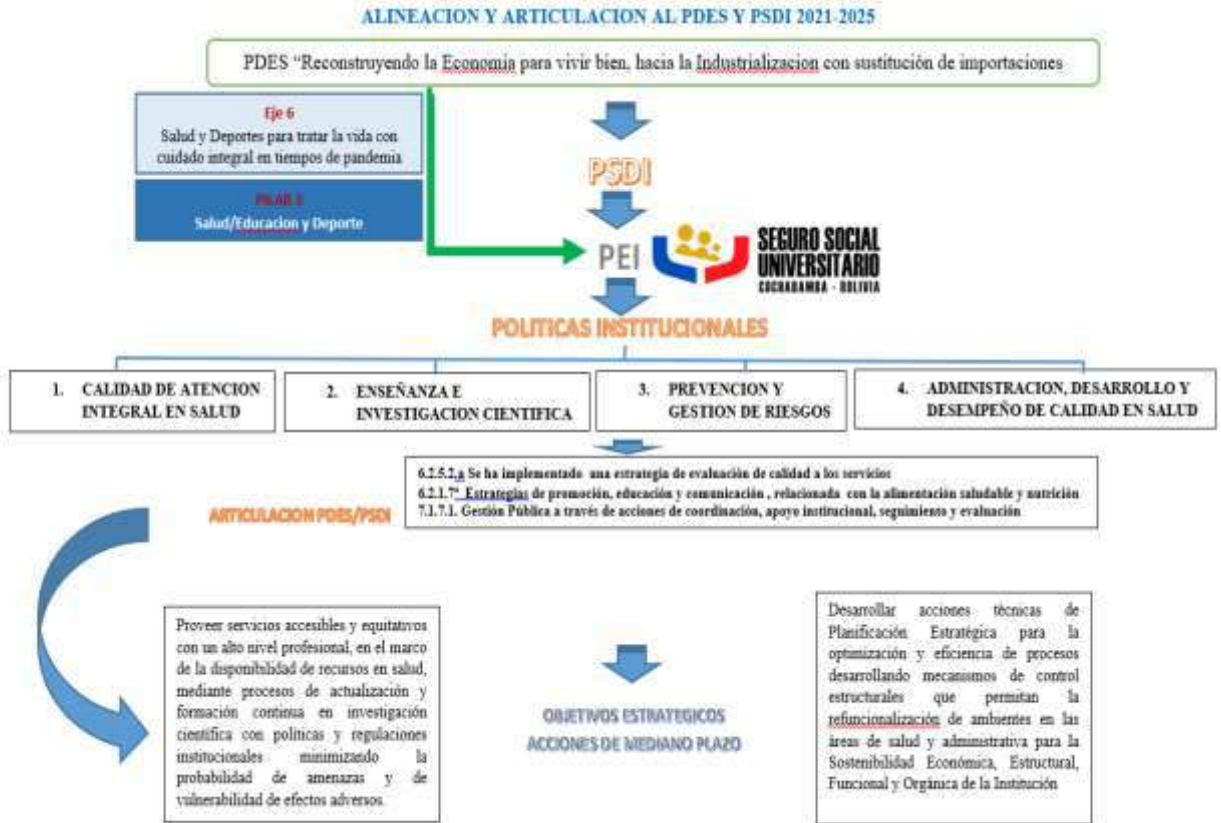 ALINEACION Y ARTICULACION AL PDES Y PSDI 2021-2025
PDES “Reconstruyendo la Economía para vivir bien, hacia la Industrializacion con sustitución de importaciones
Eje 6
Salud y Deportes para tratar la vida con
cuidado integral en tiempos de pandemia
PILAR 3
Salud/Educacion y Deporte
PSDI
PEI
SEGURO SOCIAL
UNIVERSITARIO
COCHABAMBA - BOLIVIA
POLITICAS INSTITUCIONALES
1. CALIDAD DE ATENCION
INTEGRAL EN SALUD
2. ENSEÑANZA E
INVESTIGACION CIENTIFICA
3. PREVENCION Y
GESTION DE RIESGOS
4. ADMINISTRACION, DESARROLLO Y
DESEMPEÑO DE CALIDAD EN SALUD
6.2.5.2.a Se ha implementado una estrategia de evaluación de calidad a los servicios
6.2.1.7ª Estrategias de promoción, educación y comunicación , relacionada con la alimentación saludable y nutrición
7.1.7.1. Gestión Pública a través de acciones de coordinación, apoyo institucional, seguimiento y evaluación
ARTICULACION PDES/PSDI
Proveer servicios accesibles y equitativos
con un alto nivel profesional, en el marco
de la disponibilidad de recursos en salud,
mediante procesos de actualización y
formación continua en investigación
científica con políticas y regulaciones
institucionales minimizando la
probabilidad de amenazas y de
vulnerabilidad de efectos adversos.
OBJETIVOS ESTRATEGICOS
ACCIONES DE MEDIANO PLAZO
Desarrollar acciones técnicas de
Planificación Estratégica para la
optimización y eficiencia de procesos
desarrollando mecanismos de control
estructurales que permitan la
refuncionalización de ambientes en las
áreas de salud y administrativa para la
Sostenibilidad Económica, Estructural,
Funcional y Orgánica de la Institución